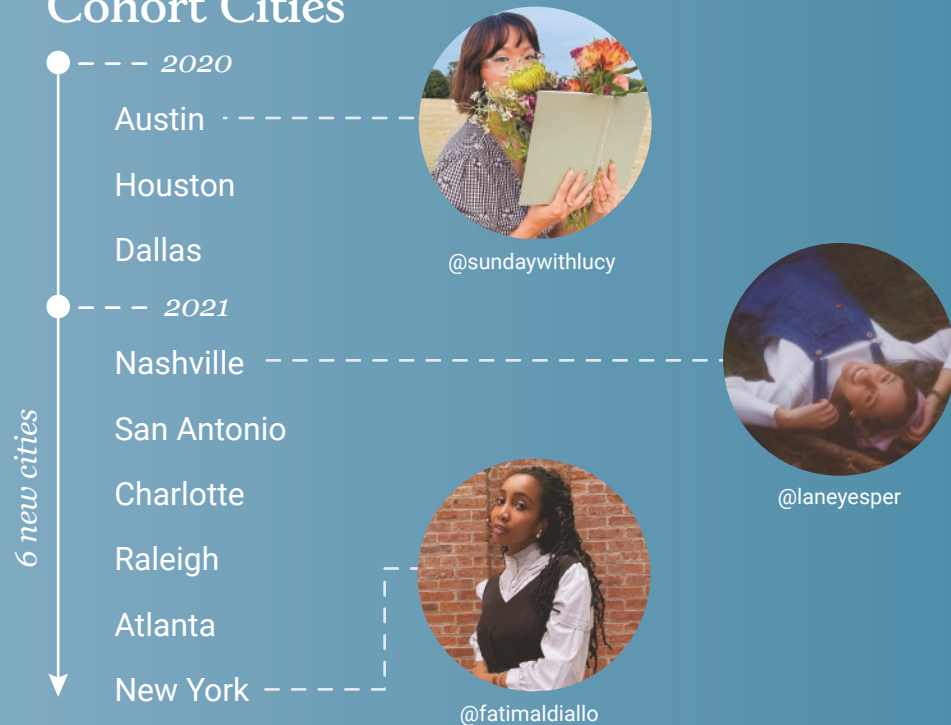 Cohort Cities
2020
Austin
Houston
Dallas
@sundaywithlucy
2021
Nashville
San Antonio
Charlotte
Raleigh
Atlanta
New York
6 new cities
@laneyesper
@fatimaldiallo